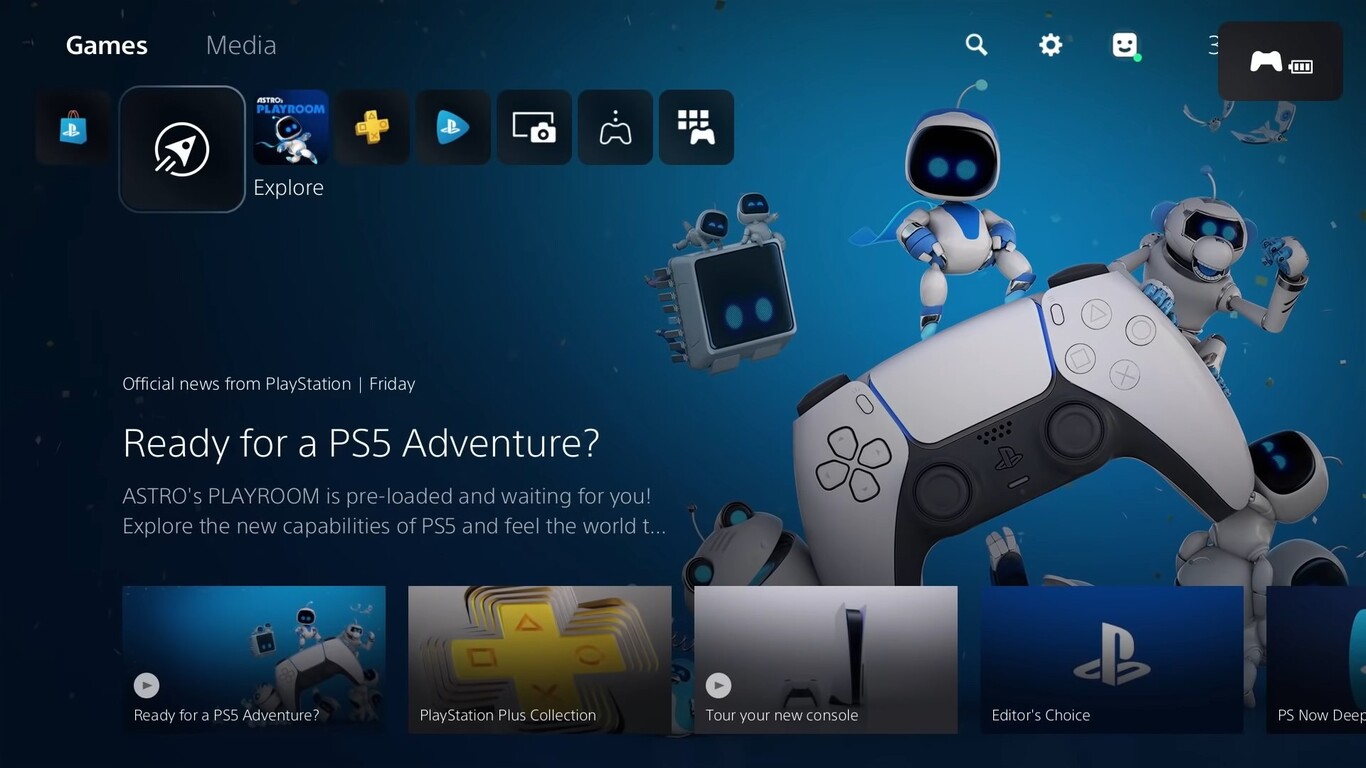 Games
Media
3
ASTRO's
PLAYROOM
Explore
Official news from PlayStation | Friday
Ready for a PS5 Adventure?
ASTRO's PLAYROOM is pre-loaded and waiting for you!
Explore the new capabilities of PS5 and feel the world t...
Ready for a PS5 Adventure?
PlayStation Plus Collection
Tour your new console
Editor's Choice
PS Now Deep